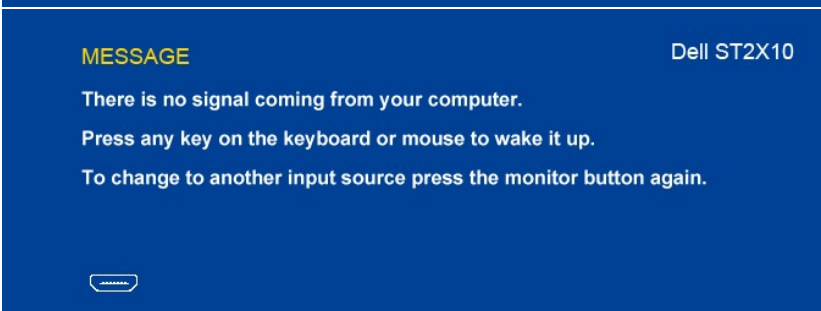 MESSAGE
Dell ST2X10
There is no signal coming from your computer.
Press any key on the keyboard or mouse to wake it up.
To change to another input source press the monitor button again.